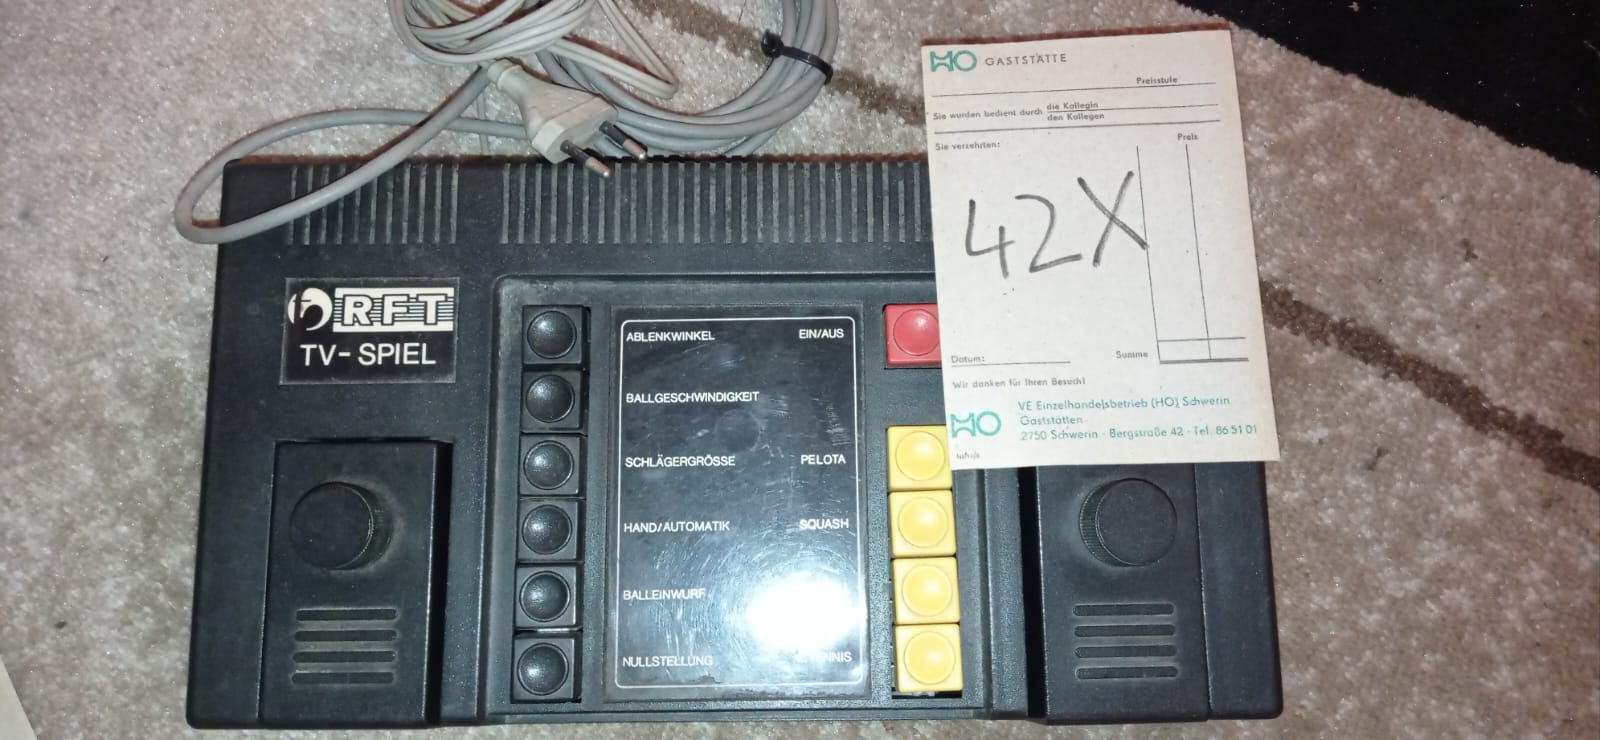 RFT
TV-SPIEL
ABLENKWINKEL EIN/AUS
BALLGESCHWINDIGKEIT
SCHLÄGERGRÖSSE PELOTA
HAND/AUTOMATIK SQUASH
BALLEINWURF
NULLSTELLUNG
HO GASTSTÄTTE
Preisstufe
Sie wurden bedient durch die Kollegin
den Kollegen
Sie verzehrten: Preis
42X
Datum: Summe
Wir danken für Ihren Besuch!
HO VE Einzelhandelsbetrieb (HO) Schwerin
Gaststätten
2750 Schwerin · Bergstraße 42 · Tel. 86 51 01